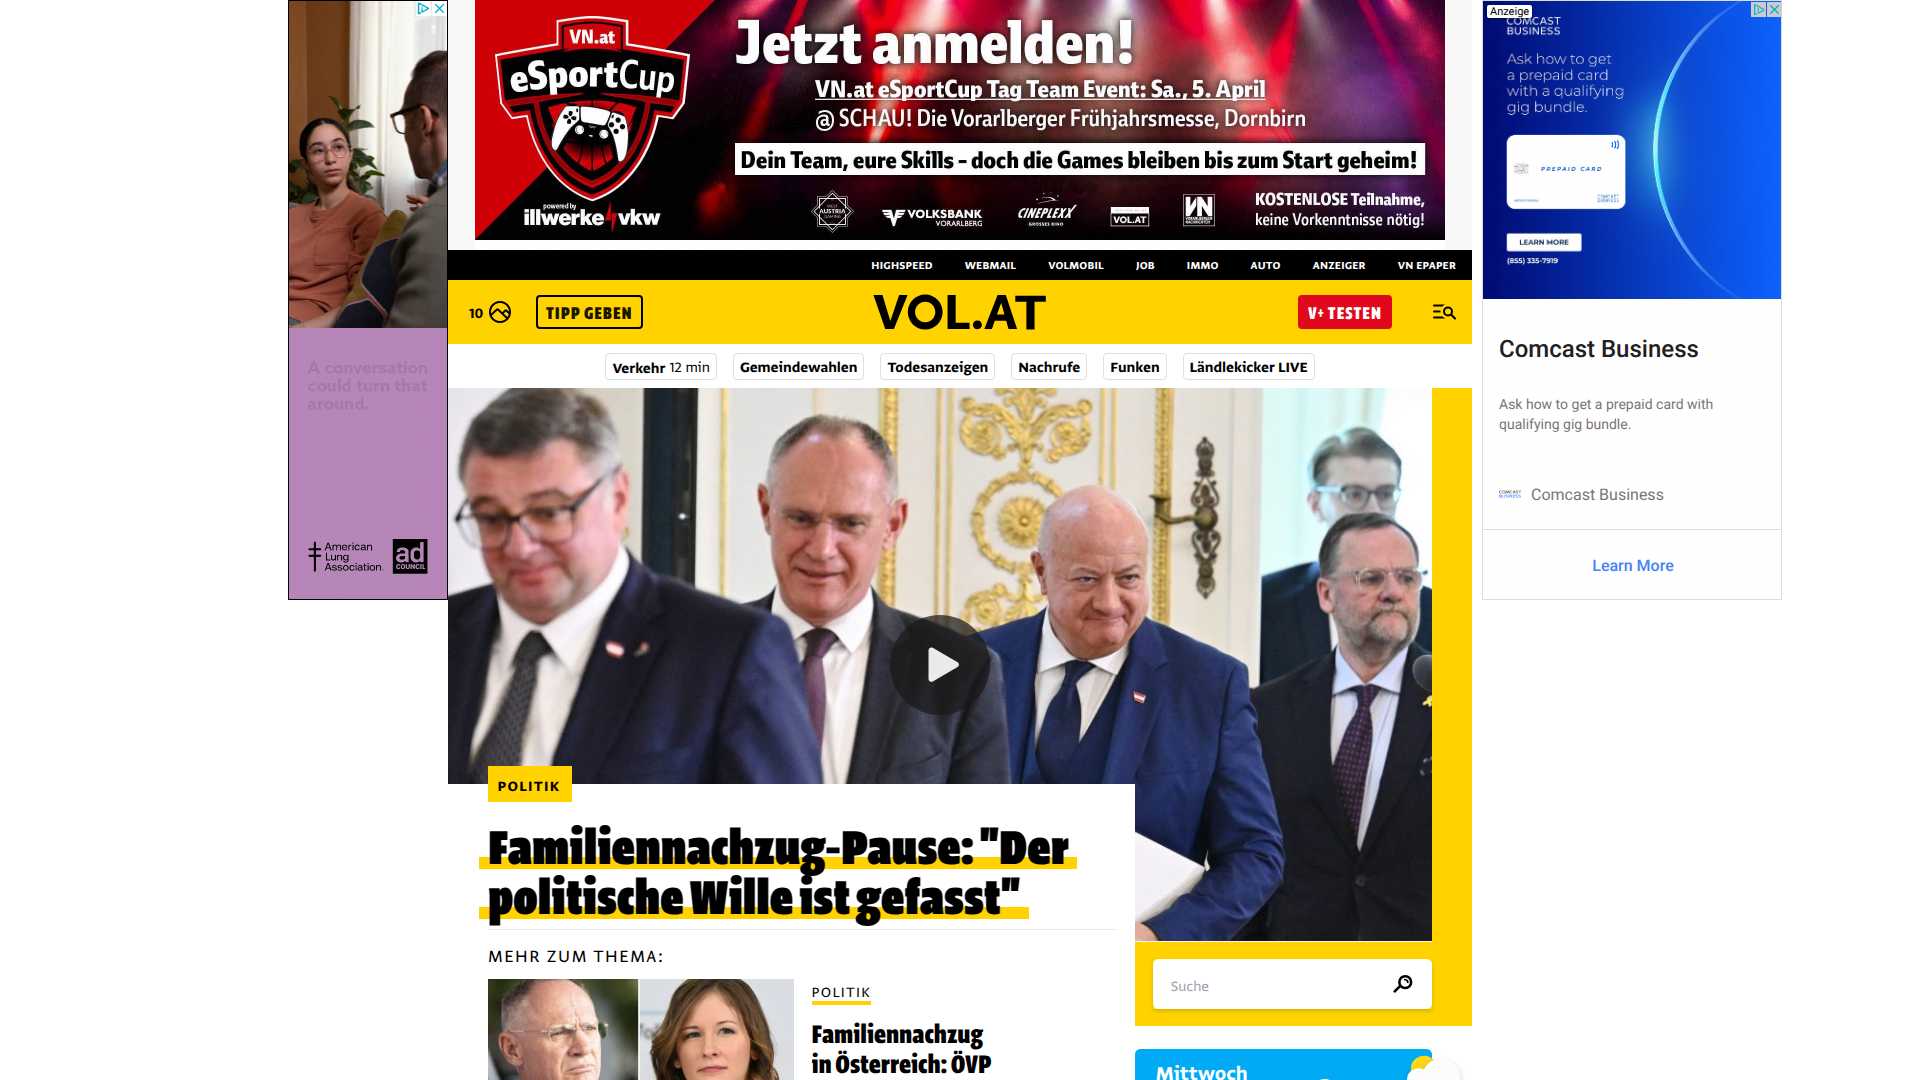 VN.at
eSportCup
powered by
illwerke vkw
Jetzt anmelden!
VN.at eSportCup Tag Team Event: Sa., 5. April
@ SCHAU! Die Vorarlberger Frühjahrsmesse, Dornbirn
Dein Team, eure Skills – doch die Games bleiben bis zum Start geheim!
AUSTRIA
VOLKSBANK
VORARLBERG
CINEPLEXX
VOL.AT
VN
KOSTENLOSE Teilnahme,
keine Vorkenntnisse nötig!
A conversation
could turn that
around.
American
Lung
Association.
ad
COUNCIL
HIGHSPEED WEBMAIL VOLMOBIL JOB IMMO AUTO ANZEIGER VN EPAPER
10 TIPP GEBEN VOL.AT V+ TESTEN
Verkehr 12 min Gemeindewahlen Todesanzeigen Nachrufe Funken Ländlekicker LIVE
POLITIK
Familiennachzug-Pause: "Der
politische Wille ist gefasst"
MEHR ZUM THEMA:
POLITIK
Familiennachzug
in Österreich: ÖVP
Suche
Mittwoch
Anzeige
COMCAST
BUSINESS
Ask how to get
a prepaid card
with a qualifying
gig bundle.
PREPAID CARD
LEARN MORE
(855) 335-7919
Comcast Business
Ask how to get a prepaid card with
qualifying gig bundle.
Comcast Business
Learn More